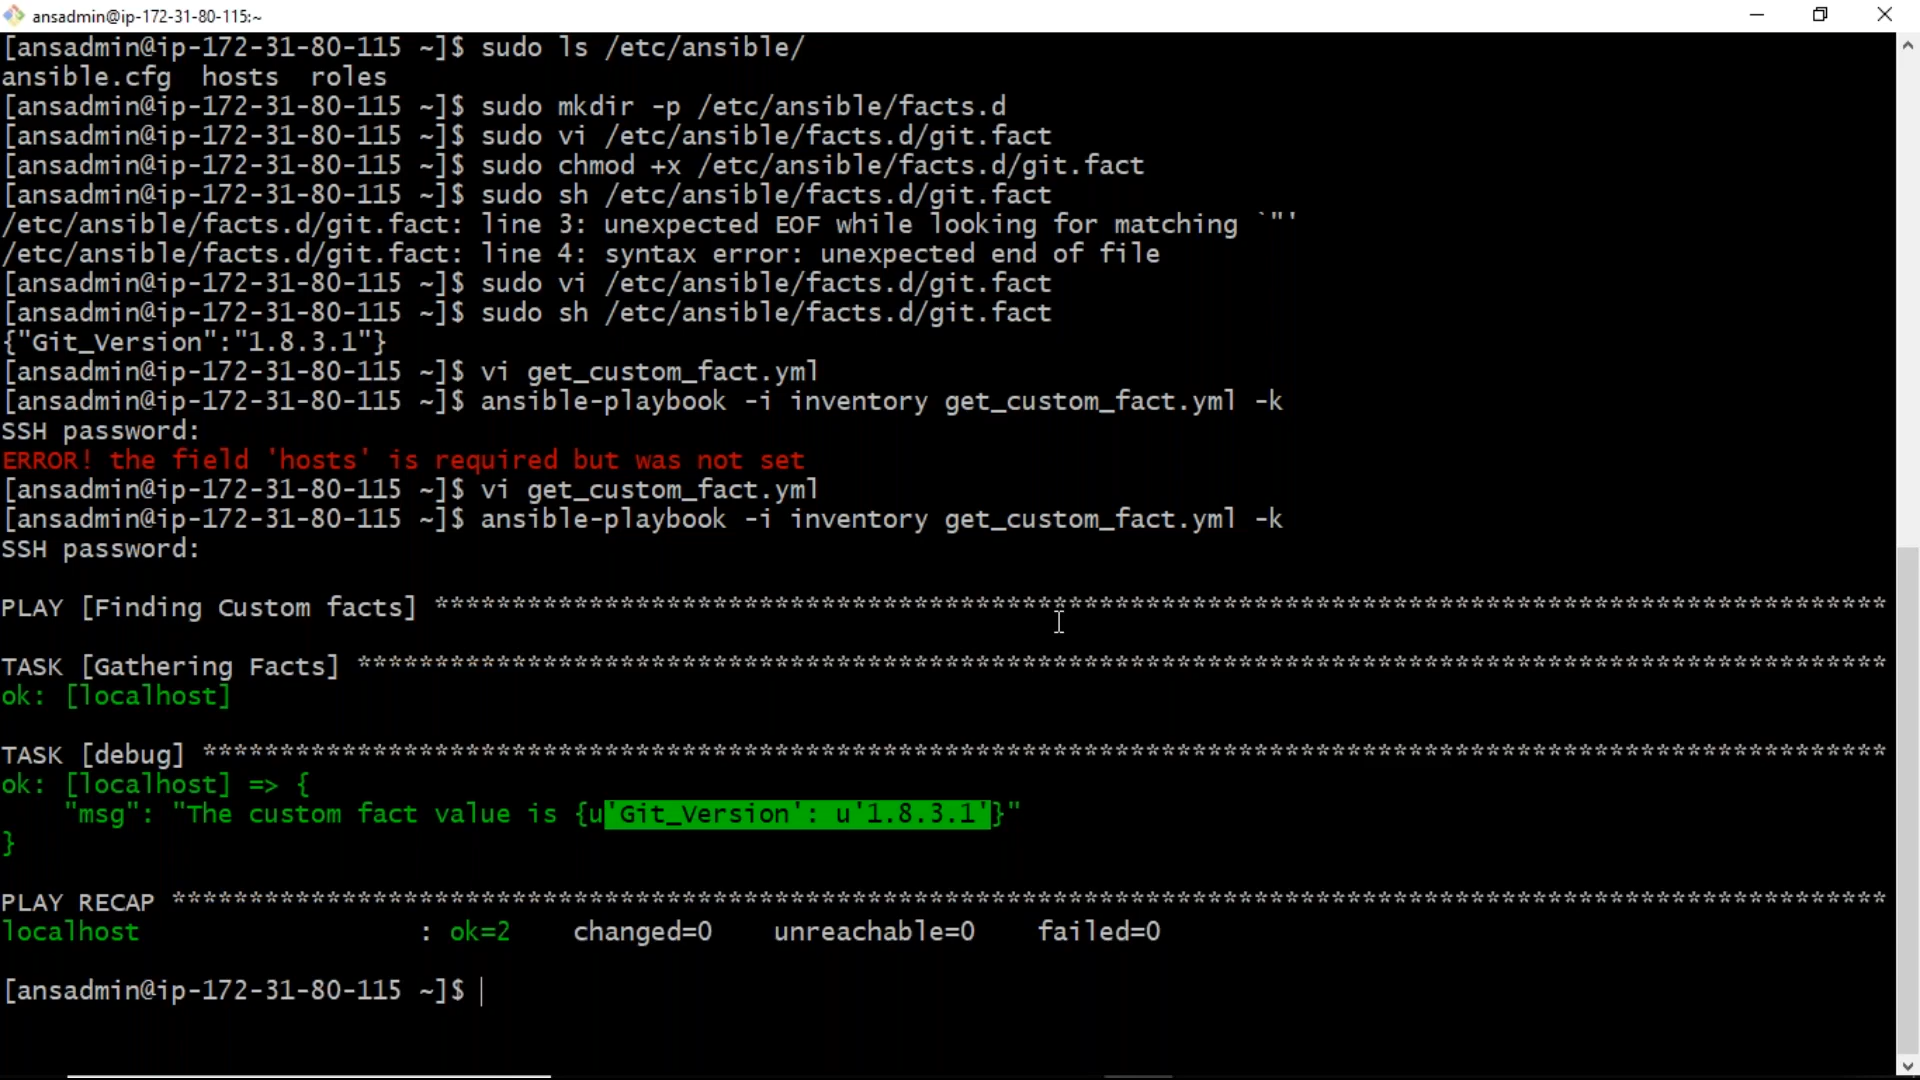 ansadmin@ip-172-31-80-115:~
[ansadmin@ip-172-31-80-115 ~]$ sudo ls /etc/ansible/
ansible.cfg  hosts  roles
[ansadmin@ip-172-31-80-115 ~]$ sudo mkdir -p /etc/ansible/facts.d
[ansadmin@ip-172-31-80-115 ~]$ sudo vi /etc/ansible/facts.d/git.fact
[ansadmin@ip-172-31-80-115 ~]$ sudo chmod +x /etc/ansible/facts.d/git.fact
[ansadmin@ip-172-31-80-115 ~]$ sudo sh /etc/ansible/facts.d/git.fact
/etc/ansible/facts.d/git.fact: line 3: unexpected EOF while looking for matching `"'
/etc/ansible/facts.d/git.fact: line 4: syntax error: unexpected end of file
[ansadmin@ip-172-31-80-115 ~]$ sudo vi /etc/ansible/facts.d/git.fact
[ansadmin@ip-172-31-80-115 ~]$ sudo sh /etc/ansible/facts.d/git.fact
{"Git_Version":"1.8.3.1"}
[ansadmin@ip-172-31-80-115 ~]$ vi get_custom_fact.yml
[ansadmin@ip-172-31-80-115 ~]$ ansible-playbook -i inventory get_custom_fact.yml -k
SSH password:
ERROR! the field 'hosts' is required but was not set
[ansadmin@ip-172-31-80-115 ~]$ vi get_custom_fact.yml
[ansadmin@ip-172-31-80-115 ~]$ ansible-playbook -i inventory get_custom_fact.yml -k
SSH password:
PLAY [Finding Custom facts] **********************************************************************************************
TASK [Gathering Facts] ***************************************************************************************************
ok: [localhost]
TASK [debug] *************************************************************************************************************
ok: [localhost] => {
    "msg": "The custom fact value is {u'Git_Version': u'1.8.3.1'}"
}
PLAY RECAP ***************************************************************************************************************
localhost                  : ok=2    changed=0    unreachable=0    failed=0
[ansadmin@ip-172-31-80-115 ~]$